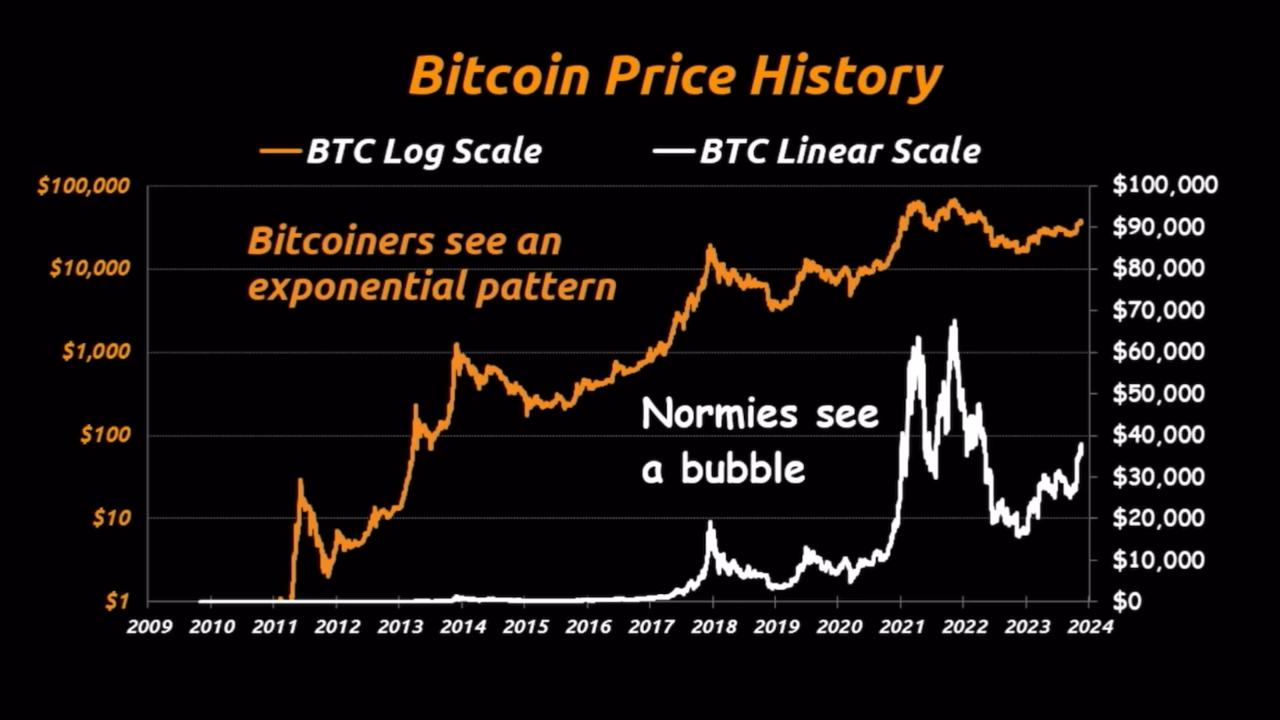 Bitcoin Price History
BTC Log Scale
BTC Linear Scale
$100,000
$10,000
$1,000
$100
$10
$1
Bitcoiners see an
exponential pattern
Normies see
a bubble
$100,000
$90,000
$80,000
$70,000
$60,000
$50,000
$40,000
$30,000
$20,000
$10,000
$0
2009 2010 2011 2012 2013 2014 2015 2016 2017 2018 2019 2020 2021 2022 2023 2024